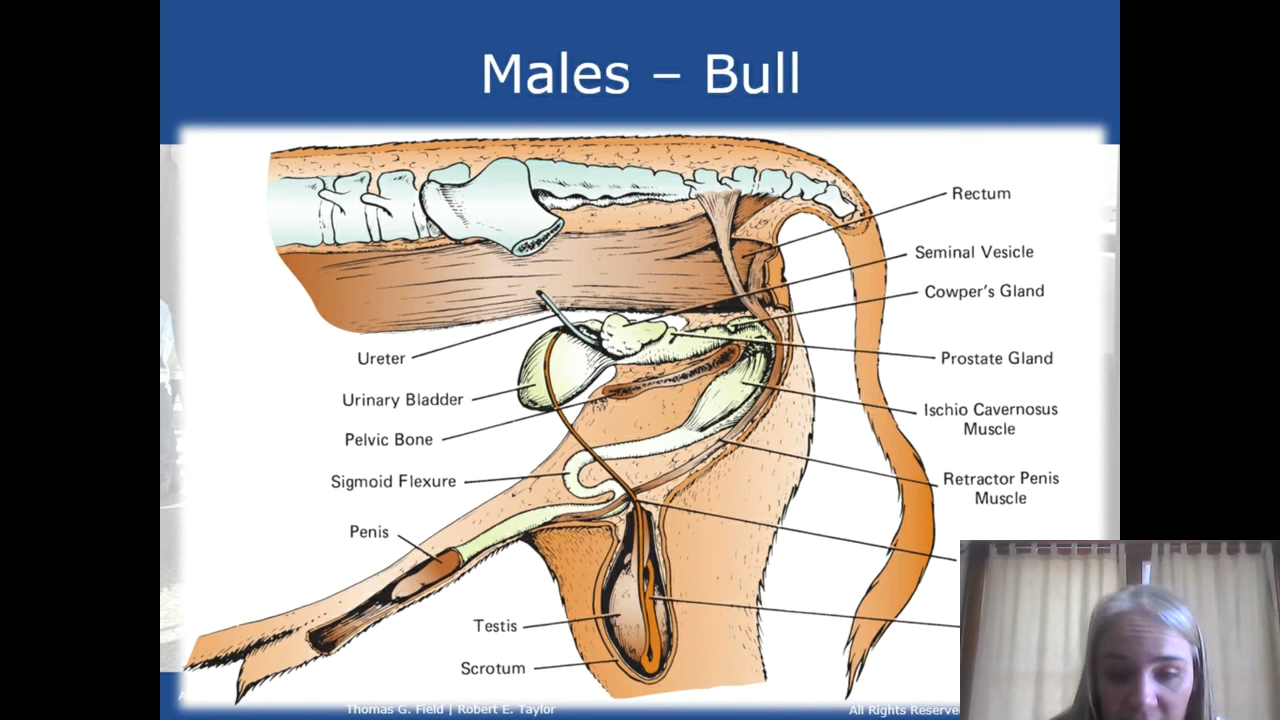 Males – Bull
Rectum
Seminal Vesicle
Cowper's Gland
Ureter
Prostate Gland
Urinary Bladder
Ischio Cavernosus
Muscle
Pelvic Bone
Sigmoid Flexure
Retractor Penis
Muscle
Penis
Testis
Scrotum
Thomas G. Field | Robert E. Taylor
All Rights